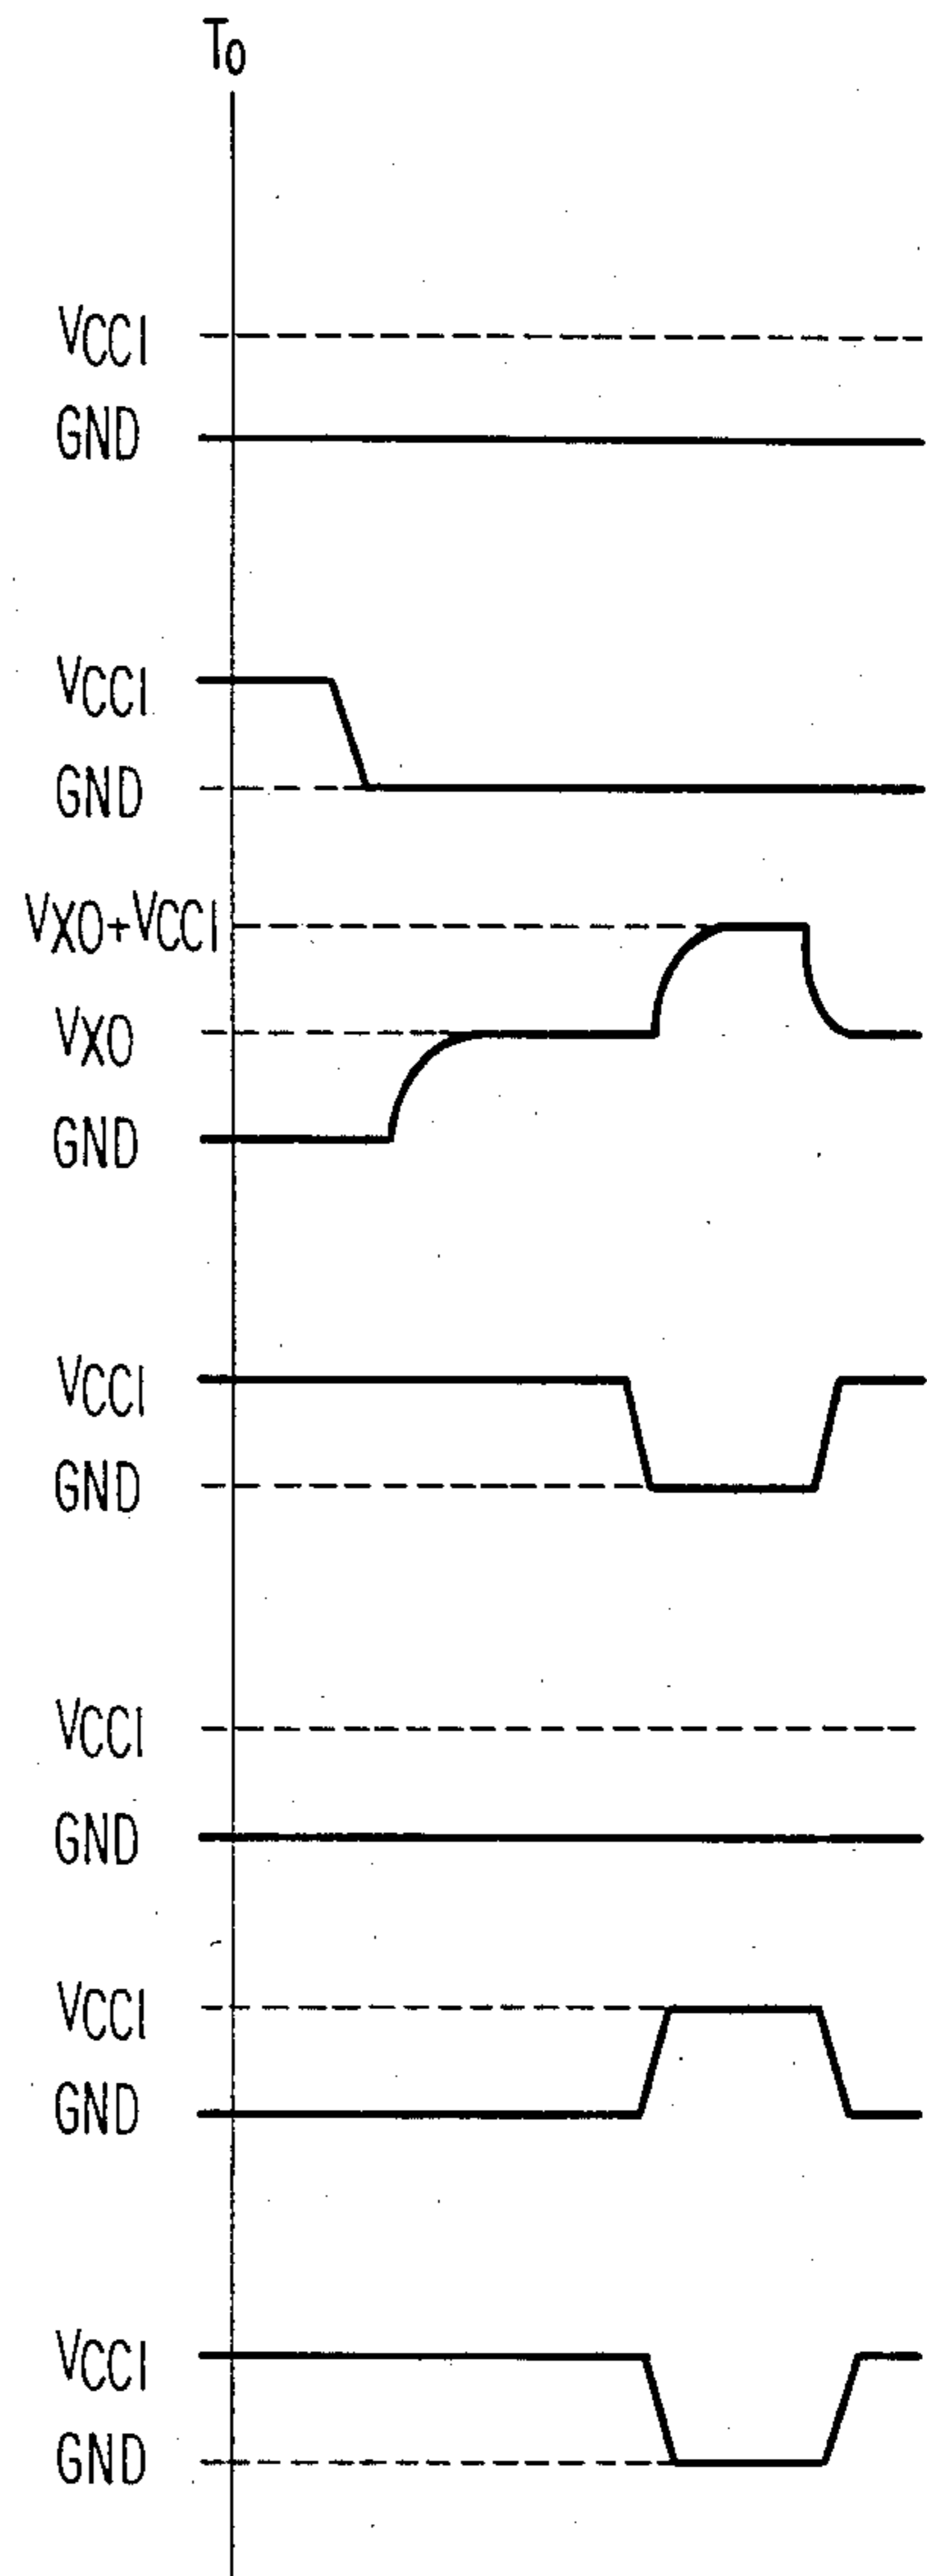 T0
VCCI
GND
VCCI
GND
VXO+VCCI
VXO
GND
VCCI
GND
VCCI
GND
VCCI
GND
VCCI
GND